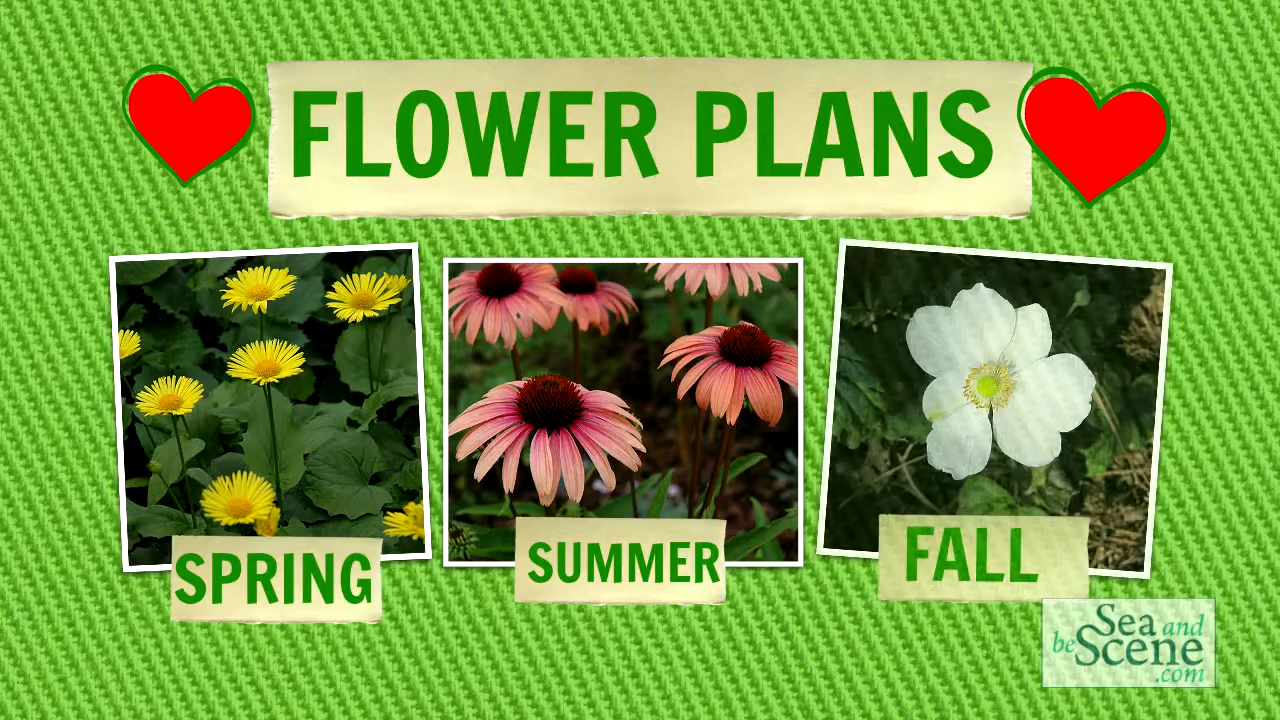 FLOWER PLANS
SPRING
SUMMER
FALL
Sea and
be Scene
.com